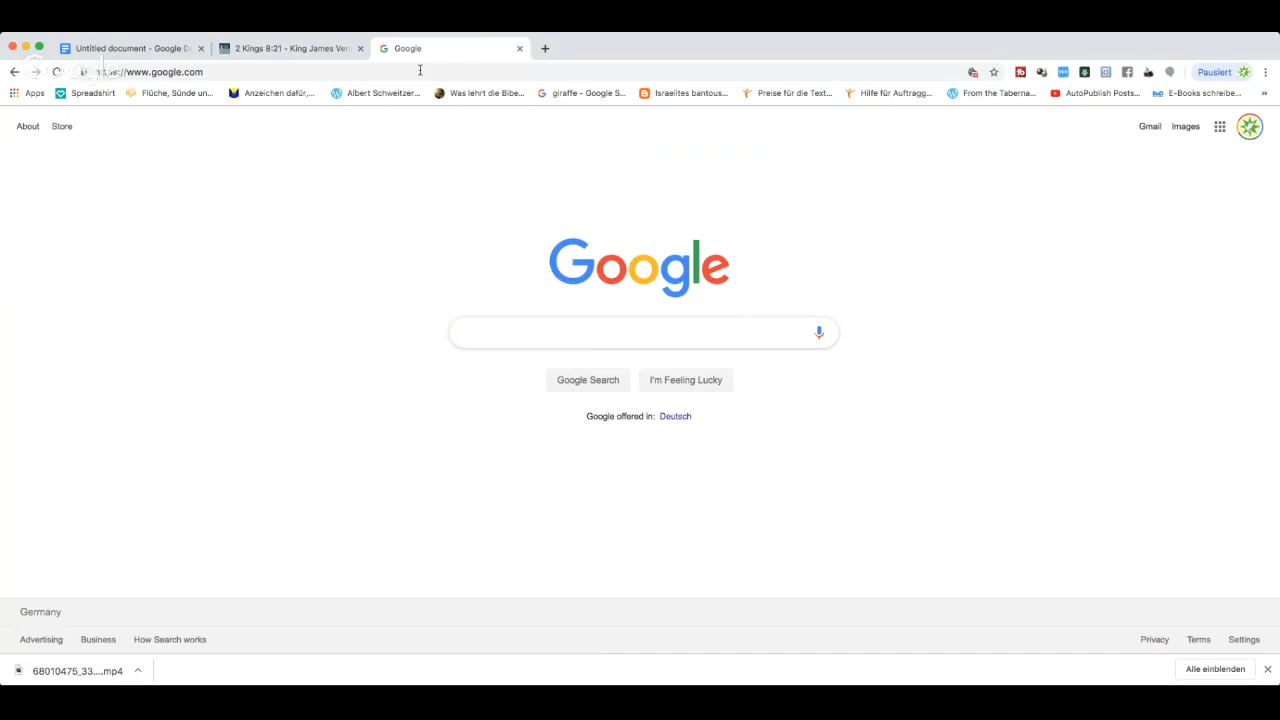 Untitled document - Google D
2 Kings 8:21 - King James Ver
Google
www.google.com
Pausiert
Apps
Spreadshirt
Flüche, Sünde un...
Anzeichen dafür,...
Albert Schweitzer...
Was lehrt die Bibe...
giraffe - Google S...
Israelites bantous...
Preise für die Text...
Hilfe für Auftragg...
From the Taberna...
AutoPublish Posts...
E-Books schreibe...
»
About
Store
Gmail
Images
Google
Google Search
I'm Feeling Lucky
Google offered in: Deutsch
Germany
Advertising
Business
How Search works
Privacy
Terms
Settings
68010475_33....mp4
Alle einblenden